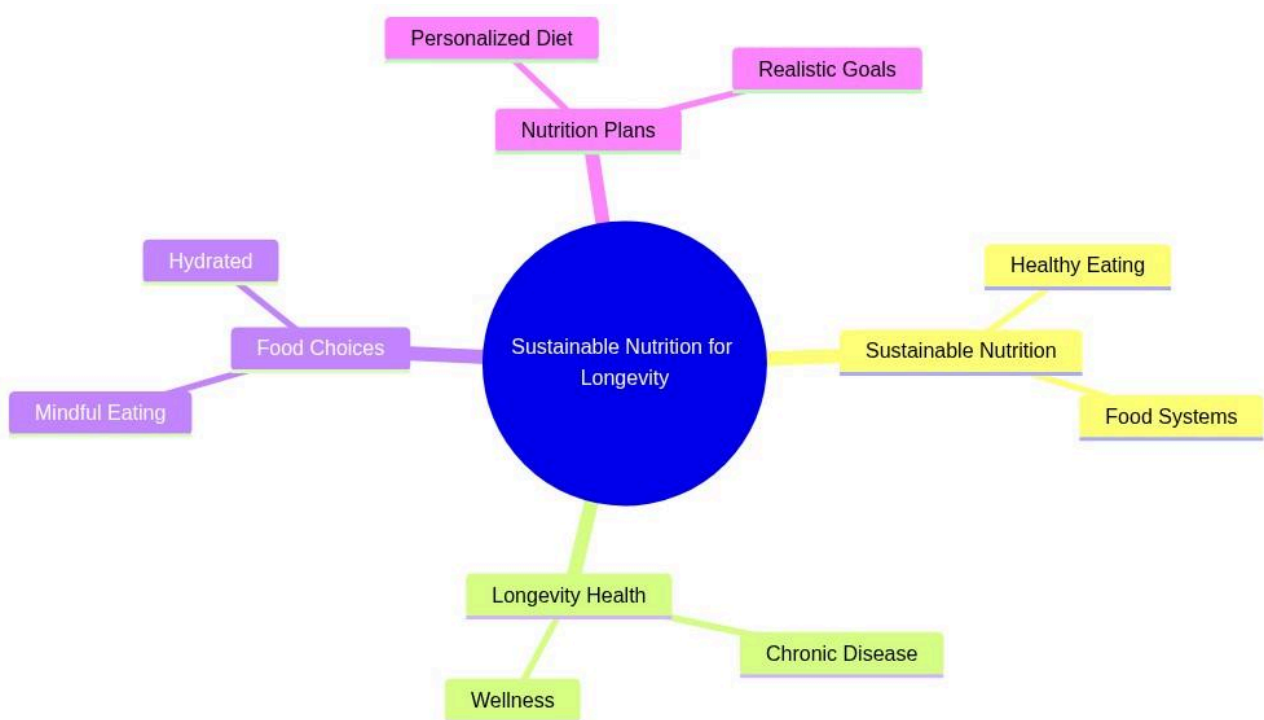 Personalized Diet
Realistic Goals
Nutrition Plans
Hydrated
Healthy Eating
Food Choices
Sustainable Nutrition for
Longevity
Sustainable Nutrition
Mindful Eating
Food Systems
Longevity Health
Chronic Disease
Wellness